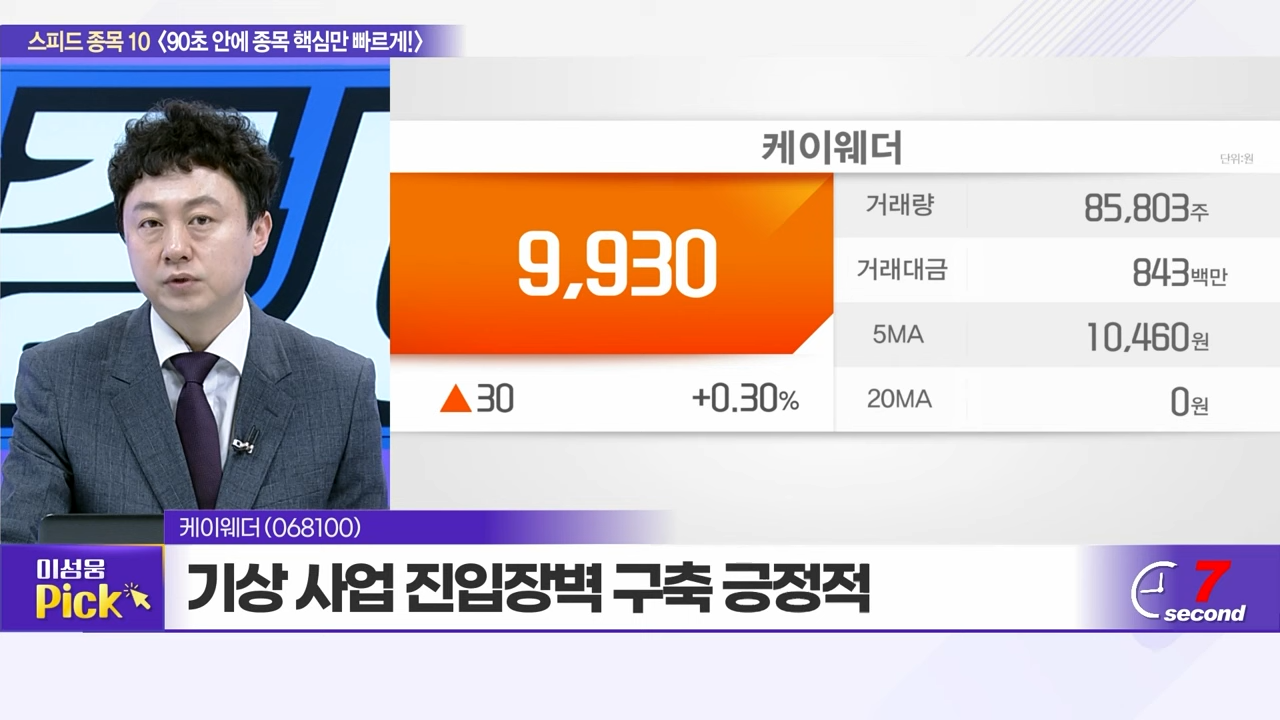 스피드 종목 10 〈90초 안에 종목 핵심만 빠르게!〉
케이웨더
단위:원
9,930
▲30 +0.30%
거래량 85,803주
거래대금 843백만
5MA 10,460원
20MA 0원
케이웨더(068100)
이성웅
Pick
기상 사업 진입장벽 구축 긍정적
7
second